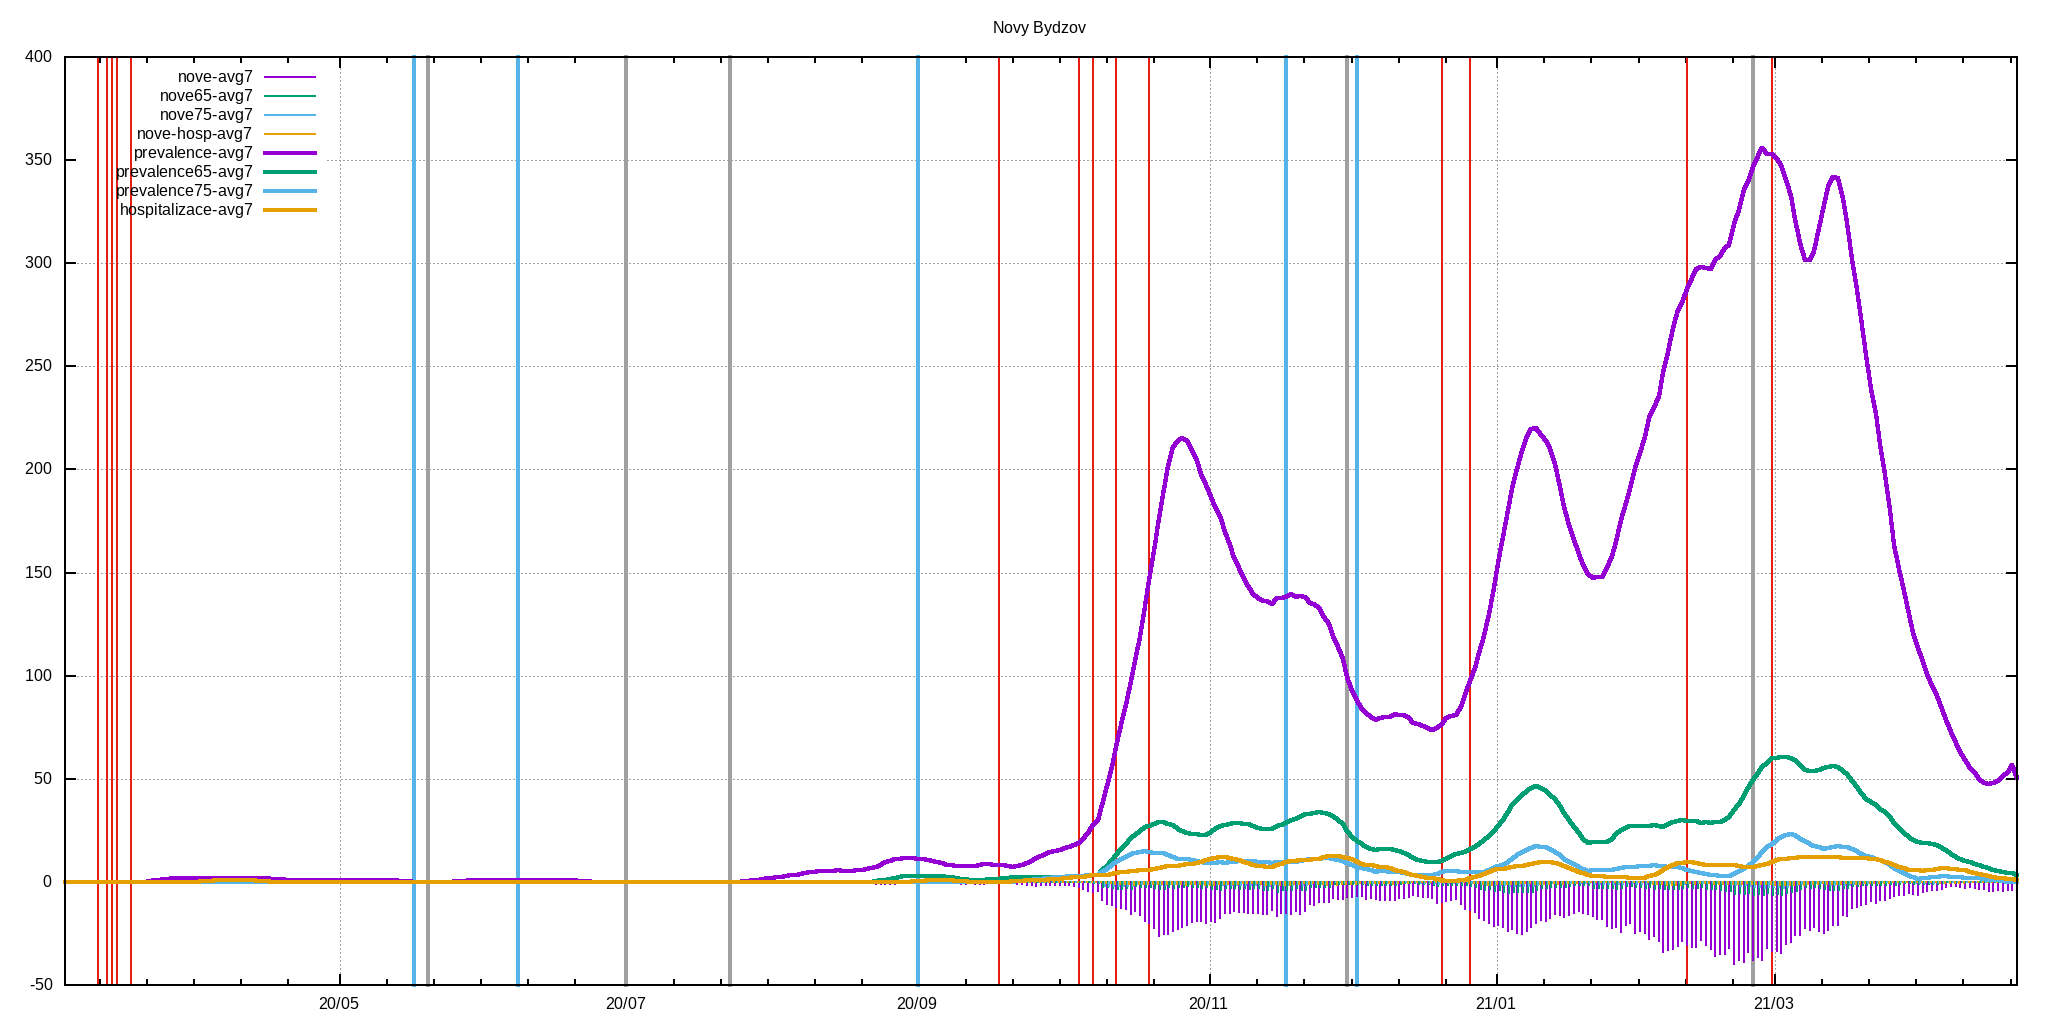 Novy Bydzov
400
350
300
250
200
150
100
50
0
-50
nove-avg7
nove65-avg7
nove75-avg7
nove-hosp-avg7
prevalence-avg7
prevalence65-avg7
prevalence75-avg7
hospitalizace-avg7
20/05
20/07
20/09
20/11
21/01
21/03